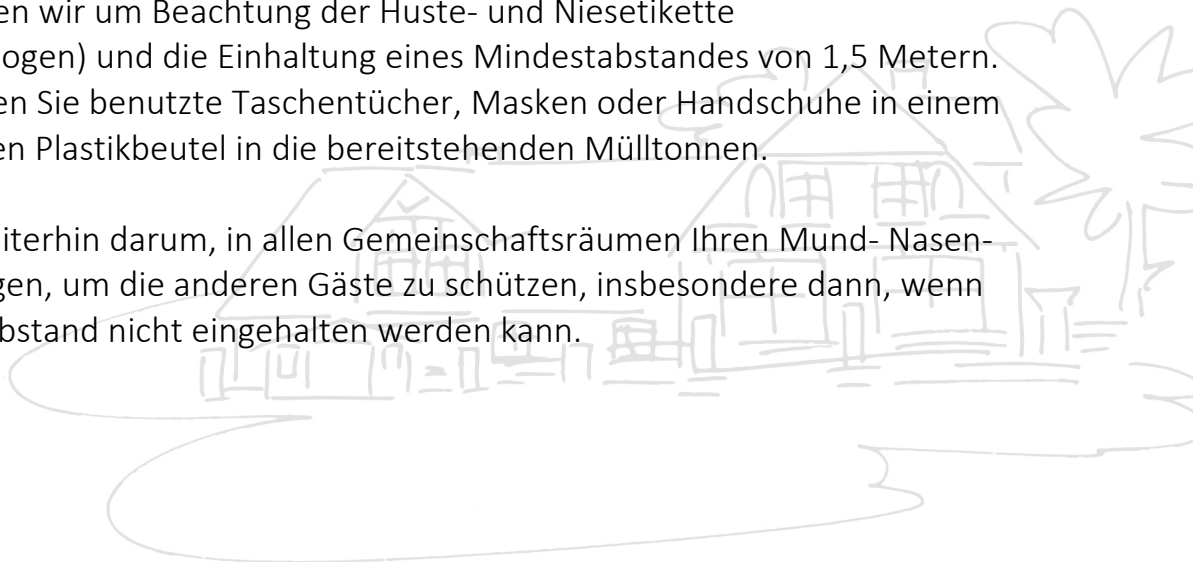 en wir um Beachtung der Huste- und Niesetikette
ogen) und die Einhaltung eines Mindestabstandes von 1,5 Metern.
en Sie benutzte Taschentücher, Masken oder Handschuhe in einem
en Plastikbeutel in die bereitstehenden Mülltonnen.
iterhin darum, in allen Gemeinschaftsräumen Ihren Mund- Nasen-
gen, um die anderen Gäste zu schützen, insbesondere dann, wenn
bstand nicht eingehalten werden kann.